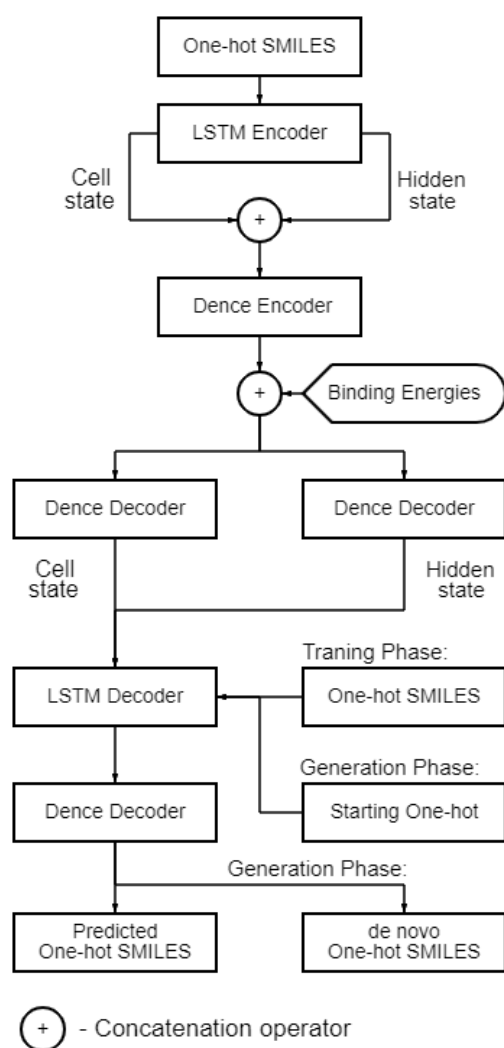 One-hot SMILES
LSTM Encoder
Cell
state
Hidden
state
+
Dence Encoder
+
Binding Energies
Dence Decoder
Dence Decoder
Cell
state
Hidden
state
Traning Phase:
LSTM Decoder
One-hot SMILES
Generation Phase:
Dence Decoder
Starting One-hot
Generation Phase:
Predicted
One-hot SMILES
de novo
One-hot SMILES
+ - Concatenation operator